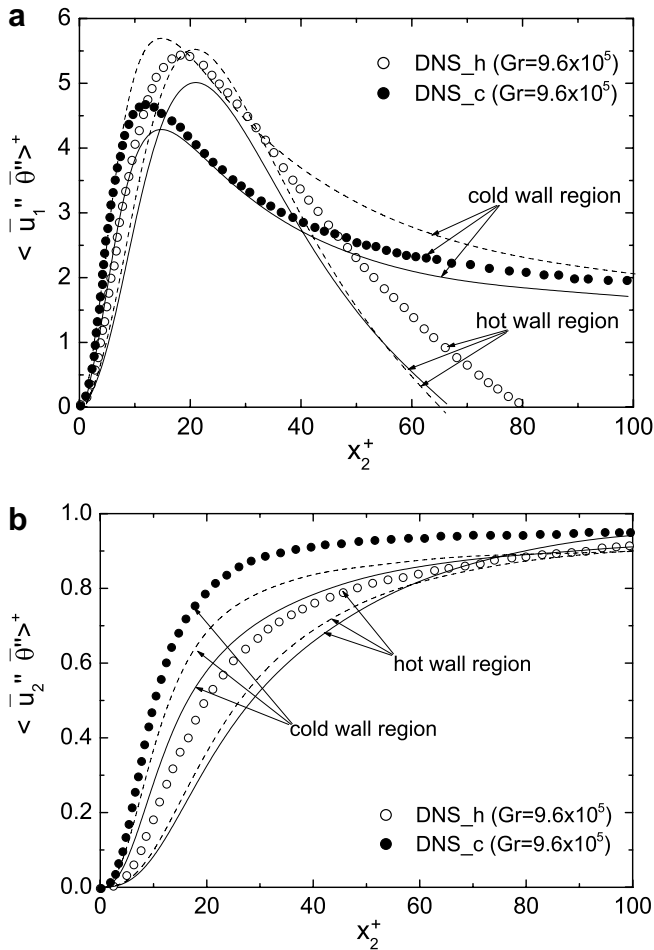 a
6
5
4
3
2
1
0
< ū₁" θ̄">⁺
DNS_h (Gr=9.6x10⁵)
DNS_c (Gr=9.6x10⁵)
cold wall region
hot wall region
0 20 40 60 80 100
x₂⁺
b
1.0
0.8
0.6
0.4
0.2
0.0
< ū₂" θ̄">⁺
hot wall region
cold wall region
DNS_h (Gr=9.6x10⁵)
DNS_c (Gr=9.6x10⁵)
0 20 40 60 80 100
x₂⁺